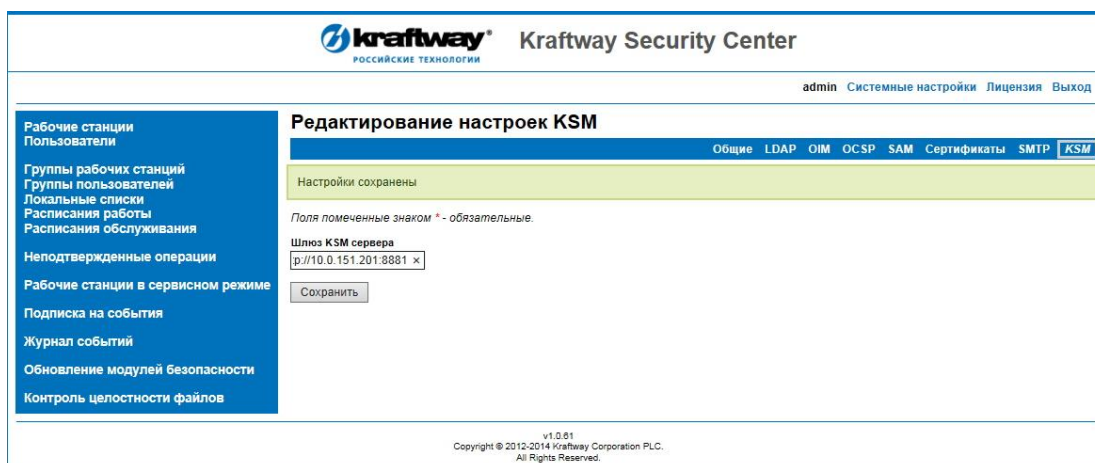 kraftway®
РОССИЙСКИЕ ТЕХНОЛОГИИ
Kraftway Security Center
admin Системные настройки Лицензия Выход
Рабочие станции
Пользователи
Группы рабочих станций
Группы пользователей
Локальные списки
Расписания работы
Расписания обслуживания
Неподтвержденные операции
Рабочие станции в сервисном режиме
Подписка на события
Журнал событий
Обновление модулей безопасности
Контроль целостности файлов
Редактирование настроек KSM
Общие LDAP OIM OCSP SAM Сертификаты SMTP KSM
Настройки сохранены
Поля помеченные знаком * - обязательные.
Шлюз KSM сервера
p://10.0.151.201:8881 ×
Сохранить
v1.0.61
Copyright © 2012-2014 Kraftway Corporation PLC.
All Rights Reserved.